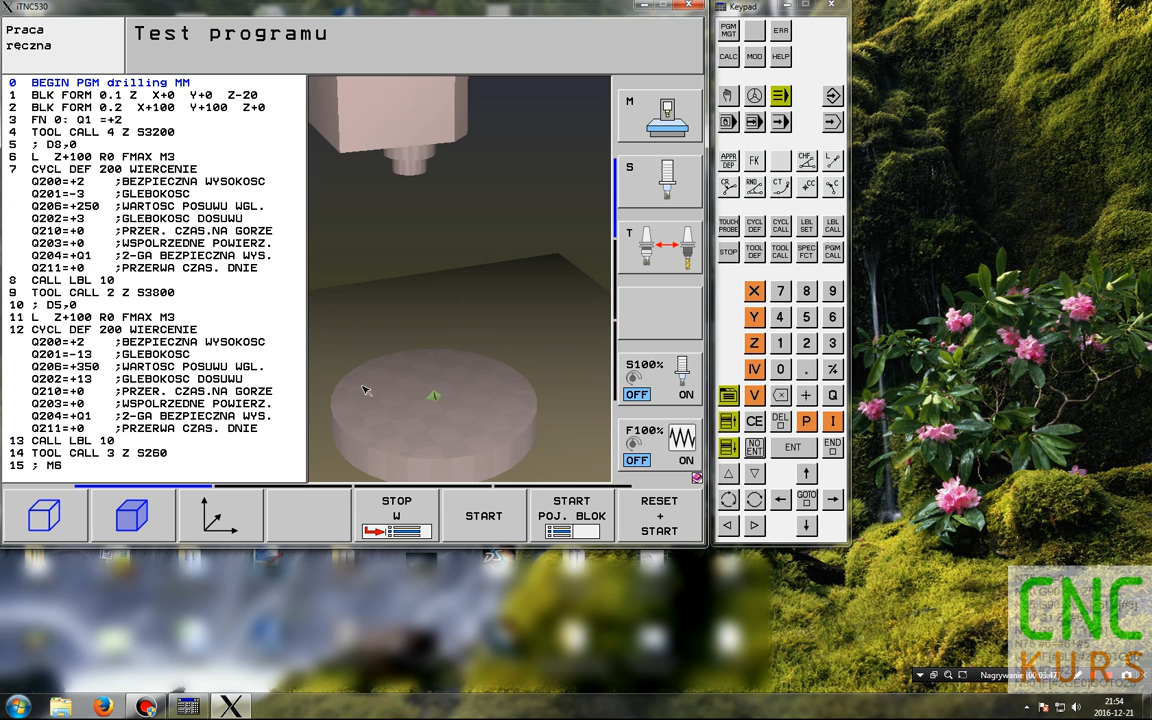 iTNC530
Praca
ręczna
Test programu
0 BEGIN PGM drilling MM
1 BLK FORM 0.1 Z X+0 Y+0 Z-20
2 BLK FORM 0.2 X+100 Y+100 Z+0
3 FN 0: Q1 =+2
4 TOOL CALL 4 Z S3200
5 ; D8,0
6 L Z+100 R0 FMAX M3
7 CYCL DEF 200 WIERCENIE
Q200=+2 ;BEZPIECZNA WYSOKOSC
Q201=-3 ;GLEBOKOSC
Q206=+250 ;WARTOSC POSUWU WGL.
Q202=+3 ;GLEBOKOSC DOSUWU
Q210=+0 ;PRZER. CZAS.NA GORZE
Q203=+0 ;WSPOLRZEDNE POWIERZ.
Q204=+Q1 ;2-GA BEZPIECZNA WYS.
Q211=+0 ;PRZERWA CZAS. DNIE
8 CALL LBL 10
9 TOOL CALL 2 Z S3800
10 ; D5,0
11 L Z+100 R0 FMAX M3
12 CYCL DEF 200 WIERCENIE
Q200=+2 ;BEZPIECZNA WYSOKOSC
Q201=-13 ;GLEBOKOSC
Q206=+350 ;WARTOSC POSUWU WGL.
Q202=+13 ;GLEBOKOSC DOSUWU
Q210=+0 ;PRZER. CZAS.NA GORZE
Q203=+0 ;WSPOLRZEDNE POWIERZ.
Q204=+Q1 ;2-GA BEZPIECZNA WYS.
Q211=+0 ;PRZERWA CZAS. DNIE
13 CALL LBL 10
14 TOOL CALL 3 Z S260
15 ; M6
M
S
T
S100%
OFF ON
F100%
OFF ON
STOP
W
START
START
POJ. BLOK
RESET
+
START
Keypad
PGM MGT
ERR
CALC MOD HELP
APPR DEP FK CHF L
CR RND CT CC C
TOUCH PROBE CYCL DEF CYCL CALL LBL SET LBL CALL
STOP TOOL DEF TOOL CALL SPEC FCT PGM CALL
X 7 8 9
Y 4 5 6
Z 1 2 3
IV 0 .
V Q
CE DEL P I
NO ENT ENT END
GOTO
CNC
KURS
Nagrywanie [00:03:47]
21:54
2016-12-21